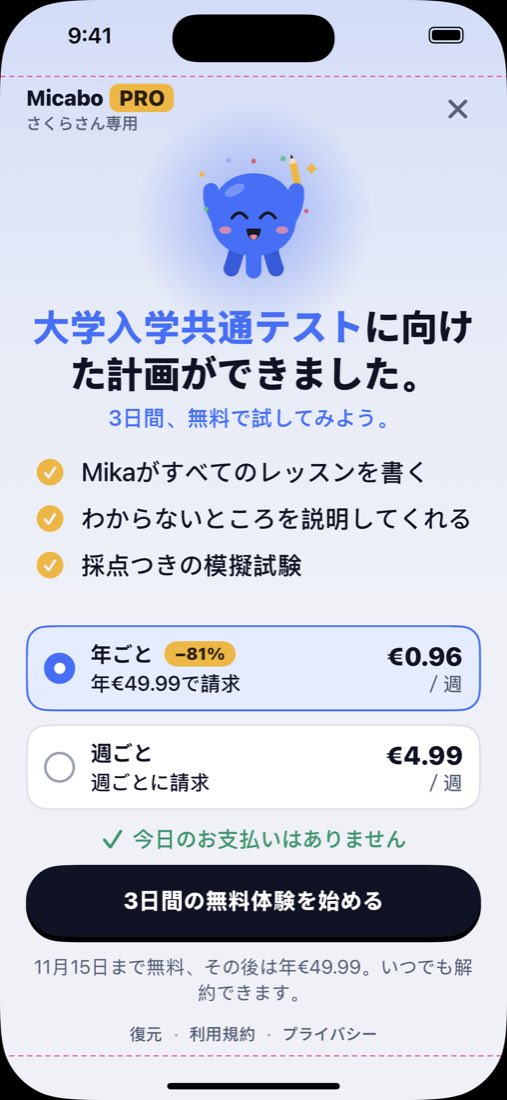 9:41
Micabo PRO
さくらさん専用
大学入学共通テストに向け
た計画ができました。
3日間、無料で試してみよう。
Mikaがすべてのレッスンを書く
わからないところを説明してくれる
採点つきの模擬試験
年ごと −81%
年€49.99で請求
€0.96
/ 週
週ごと
週ごとに請求
€4.99
/ 週
今日のお支払いはありません
3日間の無料体験を始める
11月15日まで無料、その後は年€49.99。いつでも解
約できます。
復元 · 利用規約 · プライバシー